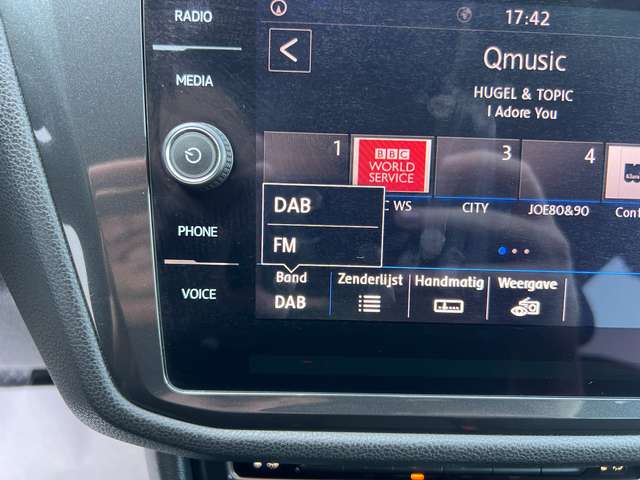 RADIO
17:42
MEDIA
Qmusic
HUGEL & TOPIC
I Adore You
1
BBC
WORLD
SERVICE
3
4
Klara
WS
CITY
JOE80&90
DAB
FM
PHONE
Band
DAB
Zenderlijst
Handmatig
Weergave
VOICE